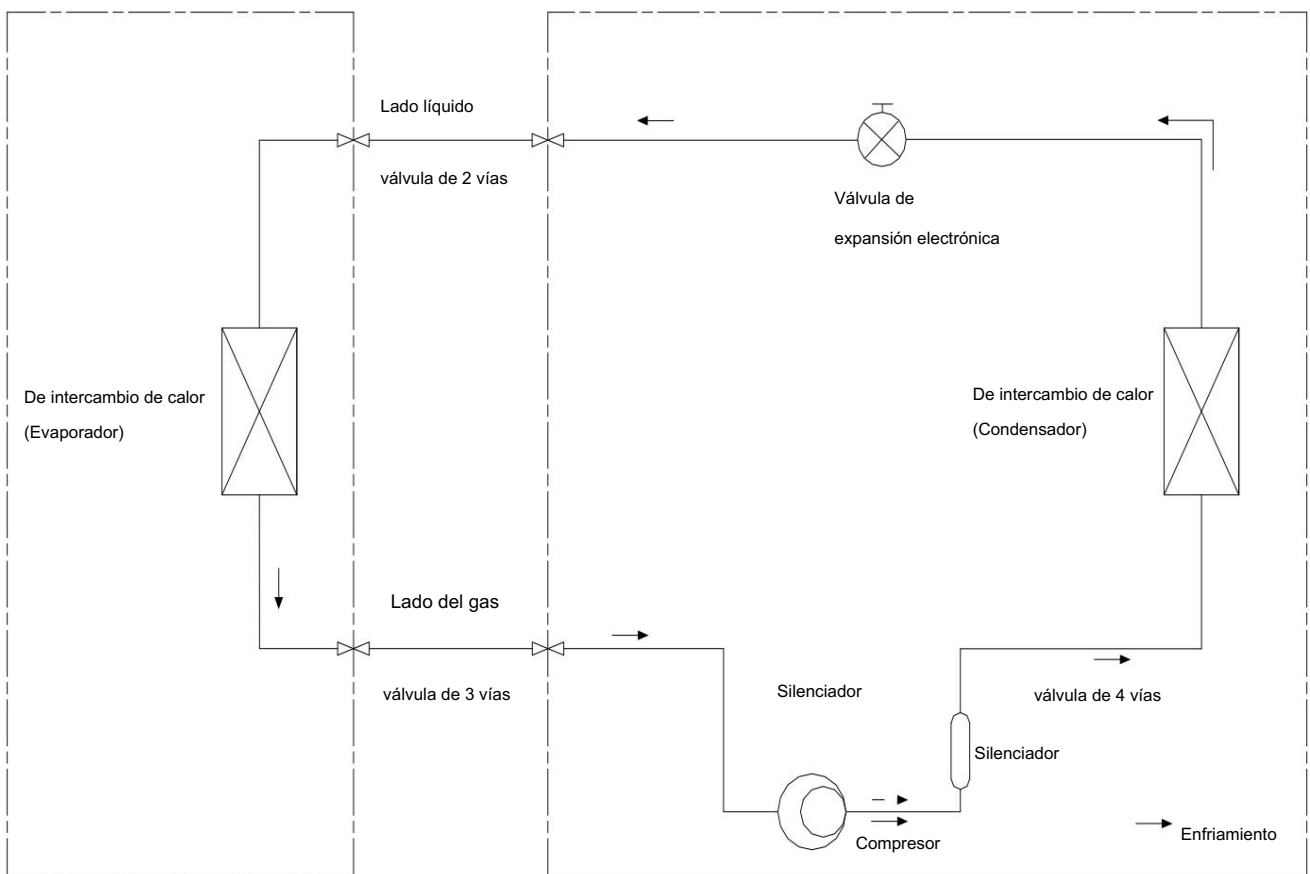 Lado líquido
válvula de 2 vías
Válvula de
expansión electrónica
De intercambio de calor
(Evaporador)
De intercambio de calor
(Condensador)
Lado del gas
válvula de 3 vías
Silenciador
válvula de 4 vías
Silenciador
Compresor
Enfriamiento